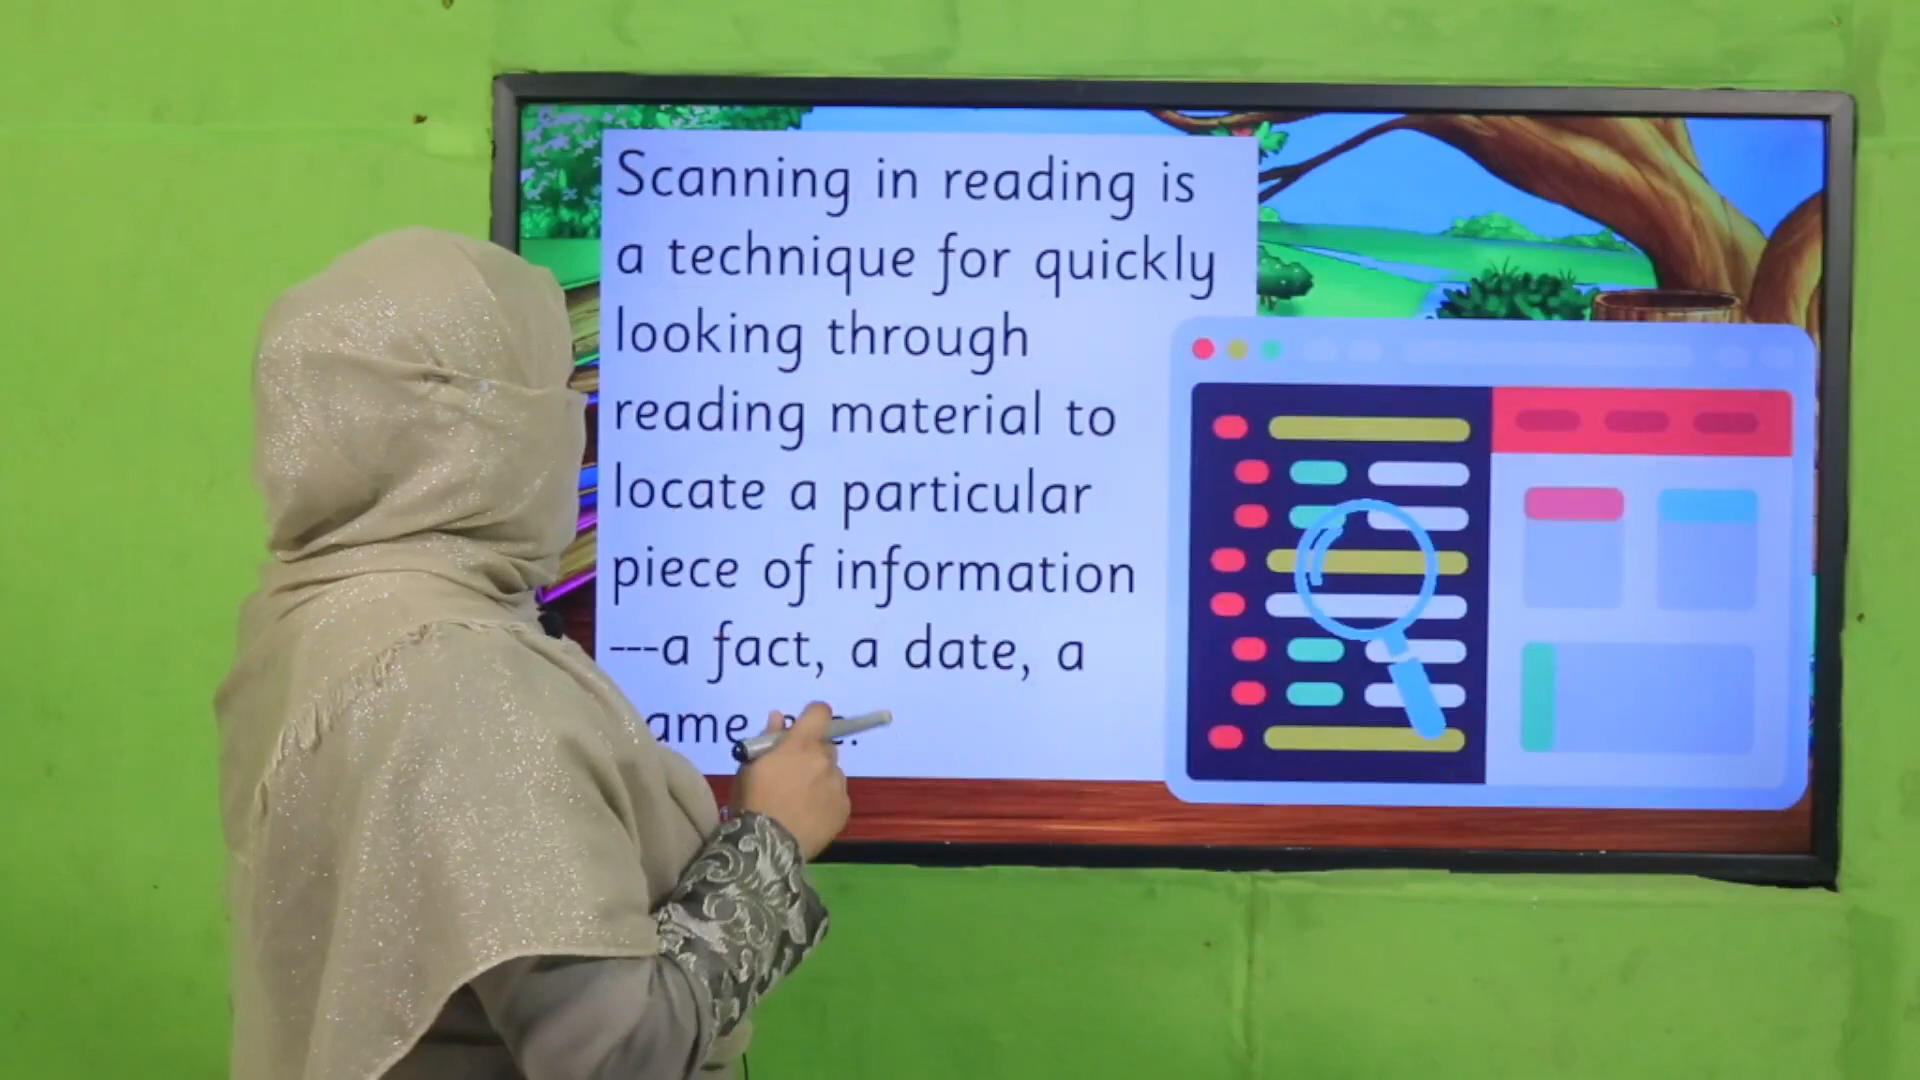 Scanning in reading is
a technique for quickly
looking through
reading material to
locate a particular
piece of information
---a fact, a date, a